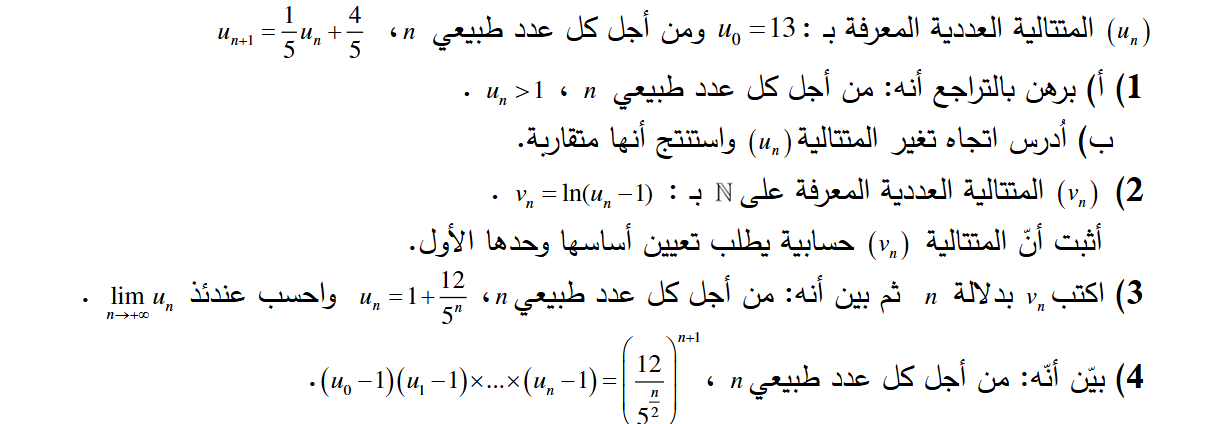 (u_n) المتتالية العددية المعرفة بـ : u_0 = 13 ومن أجل كل عدد طبيعي n ، u_{n+1} = \frac{1}{5}u_n + \frac{4}{5}
1) أ) برهن بالتراجع أنه: من أجل كل عدد طبيعي n ، u_n > 1 .
ب) اُدرس اتجاه تغير المتتالية (u_n) واستنتج أنها متقاربة.
2) (v_n) المتتالية العددية المعرفة على ℕ بـ : v_n = ln(u_n − 1) .
أثبت أنّ المتتالية (v_n) حسابية يطلب تعيين أساسها وحدها الأول.
3) اكتب v_n بدلالة n ثم بين أنه: من أجل كل عدد طبيعي n ، u_n = 1 + \frac{12}{5^n} واحسب عندئذ \lim_{n→+∞} u_n .
4) بيّن أنّه: من أجل كل عدد طبيعي n ، (u_0 − 1)(u_1 − 1)×...×(u_n − 1) = \left(\frac{12}{5^{\frac{n}{2}}}\right)^{n+1} .